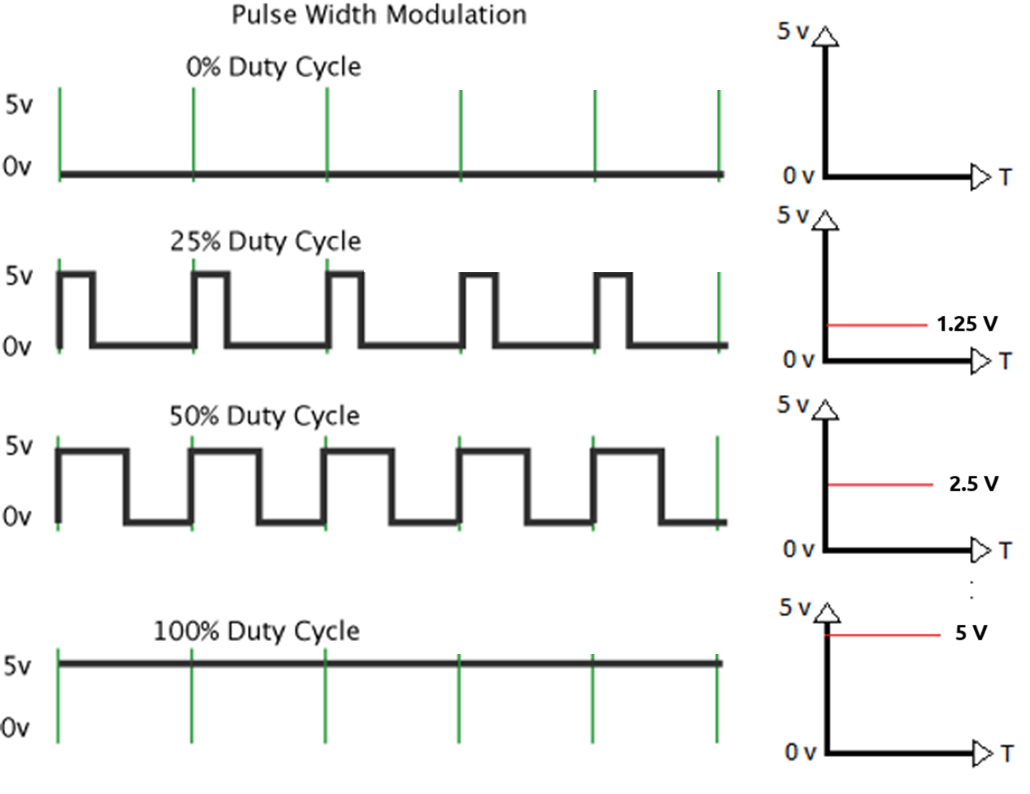 Pulse Width Modulation
0% Duty Cycle
5v
0v
5 v
0 v
T
25% Duty Cycle
5v
0v
5 v
1.25 V
0 v
T
50% Duty Cycle
5v
0v
5 v
2.5 V
0 v
T
100% Duty Cycle
5v
0v
5 v
5 V
0 v
T